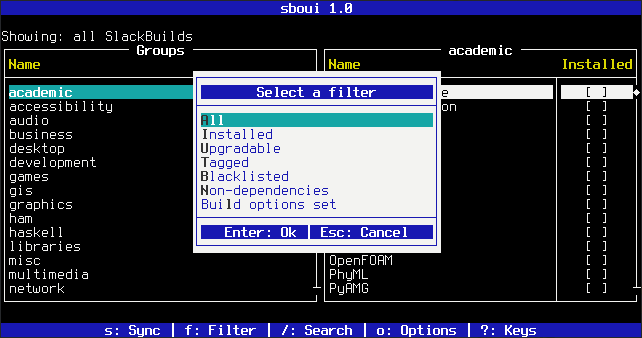 sboui 1.0
Showing: all SlackBuilds
Groups
Name
academic
accessibility
audio
business
desktop
development
games
gis
graphics
ham
haskell
libraries
misc
multimedia
network
academic
Name Installed
e [ ]
on [ ]
[ ]
[ ]
[ ]
[ ]
[ ]
[ ]
[ ]
[ ]
[ ]
[ ]
OpenFOAM [ ]
PhyML [ ]
PyAMG [ ]
Select a filter
All
Installed
Upgradable
Tagged
Blacklisted
Non-dependencies
Build options set
Enter: Ok | Esc: Cancel
s: Sync | f: Filter | /: Search | o: Options | ?: Keys